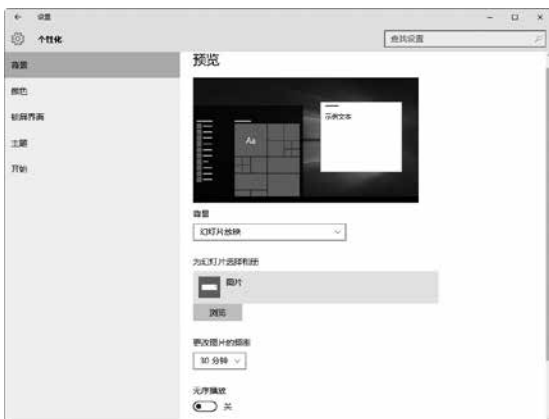 设置
个性化
查找设置
背景
颜色
锁屏界面
主题
开始
预览
示例文本
Aa
背景
幻灯片放映
为幻灯片选择相册
图片
浏览
更改图片的频率
30 分钟
无序播放
关